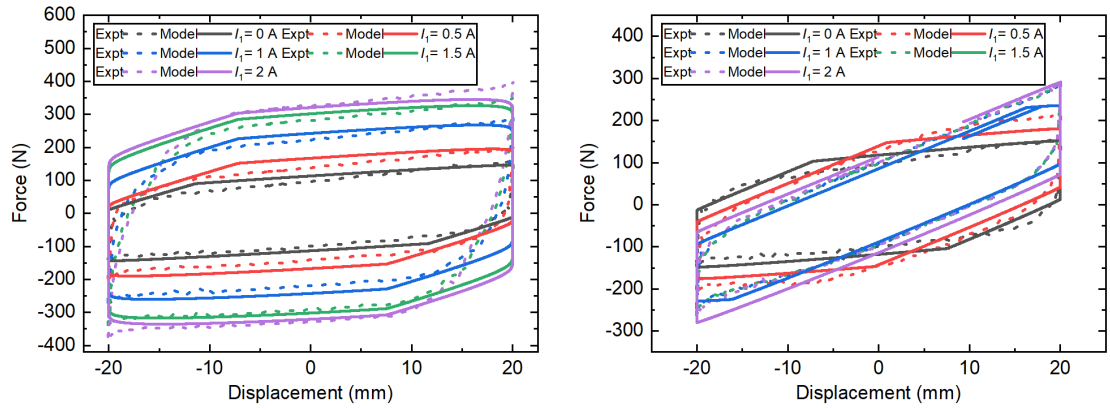 600
500
400
300
200
100
0
-100
-200
-300
-400
Force (N)
Expt Model I1= 0 A Expt Model I1= 0.5 A
Expt Model I1= 1 A Expt Model I1= 1.5 A
Expt Model I1= 2 A
-20 -10 0 10 20
Displacement (mm)
400
300
200
100
0
-100
-200
-300
Force (N)
Expt Model I1= 0 A Expt Model I1= 0.5 A
Expt Model I1= 1 A Expt Model I1= 1.5 A
Expt Model I1= 2 A
-20 -10 0 10 20
Displacement (mm)